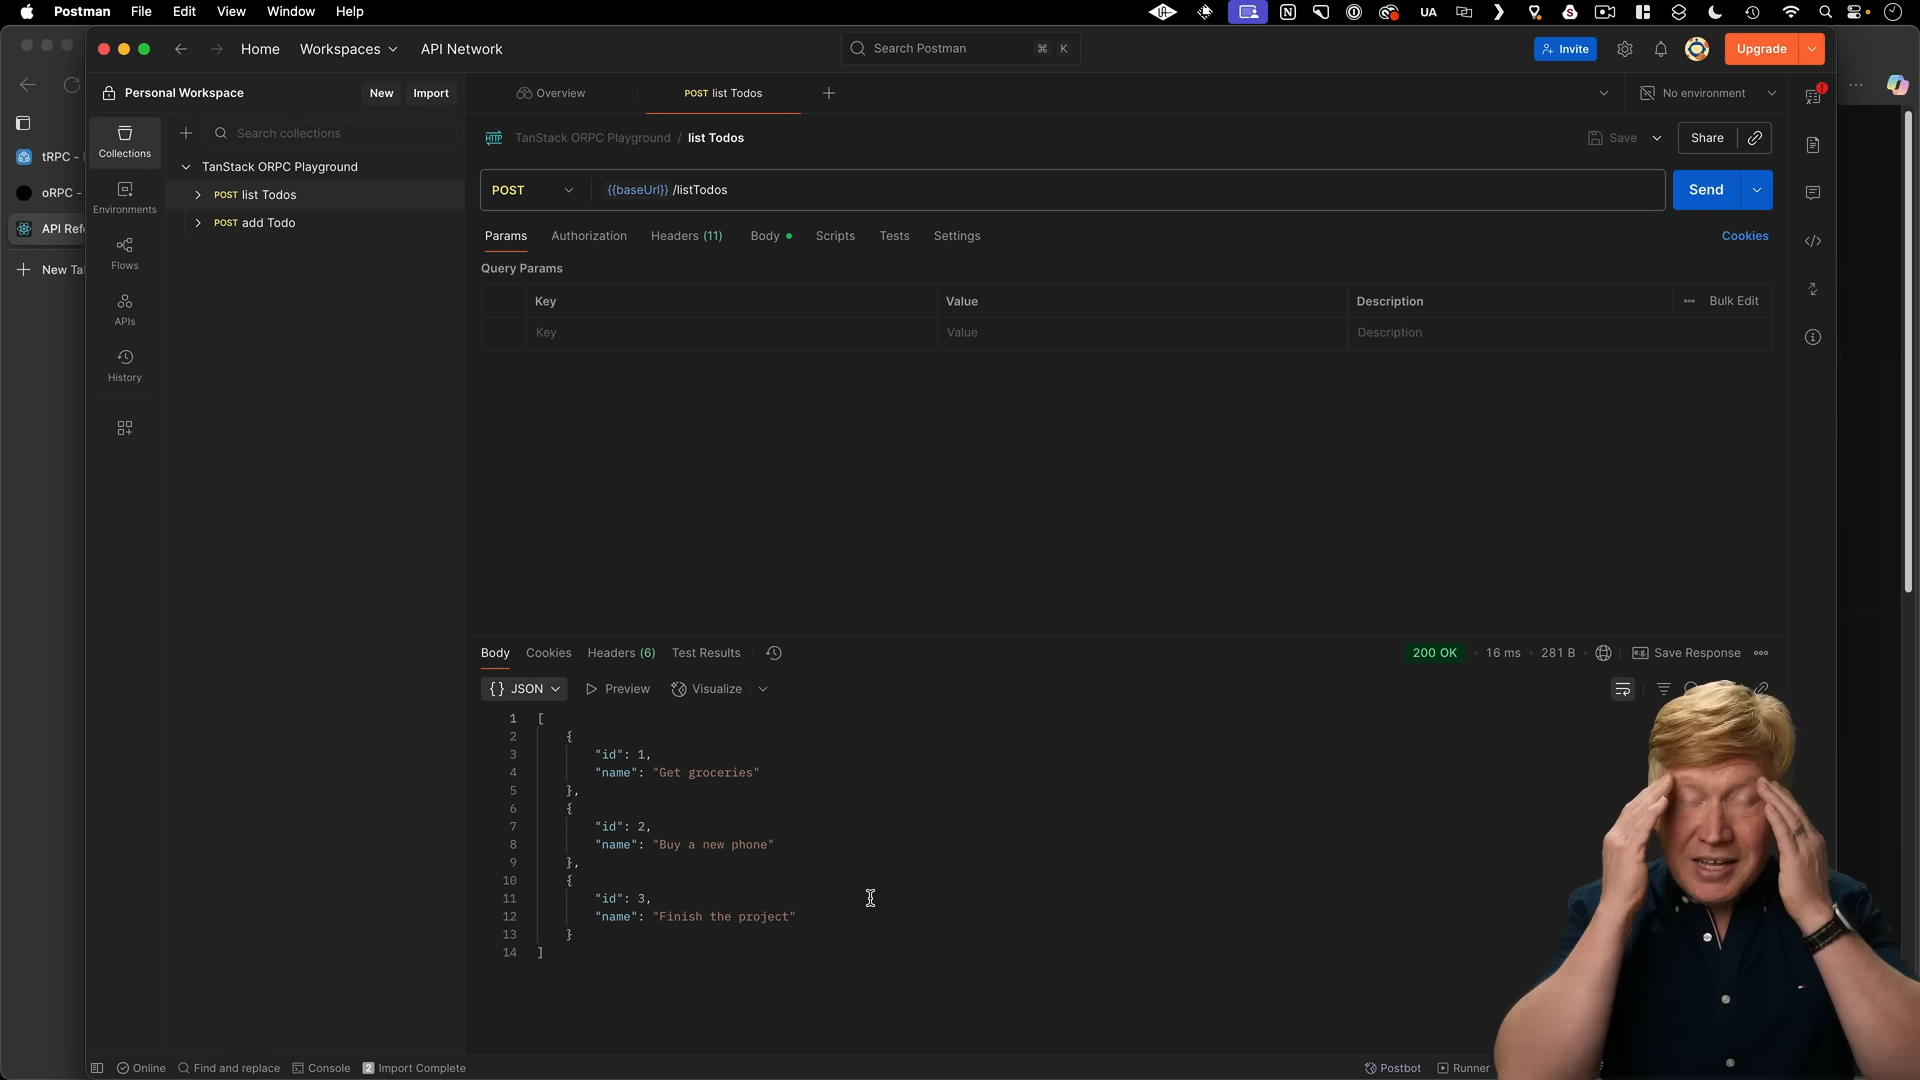 Postman File Edit View Window Help UA
Home Workspaces API Network Search Postman ⌘ K Invite Upgrade
Personal Workspace New Import Overview POST list Todos No environment
Collections Search collections TanStack ORPC Playground / list Todos Save Share
TanStack ORPC Playground
tRPC -
POST list Todos POST {{baseUrl}} /listTodos Send
oRPC -
Environments
POST add Todo
API Ref
Params Authorization Headers (11) Body Scripts Tests Settings Cookies
Flows
New Ta
Query Params
Key Value Description Bulk Edit
APIs
Key Value Description
History
Body Cookies Headers (6) Test Results 200 OK 16 ms 281 B e.g. Save Response
{} JSON Preview Visualize
1 [
2 {
3 "id": 1,
4 "name": "Get groceries"
5 },
6 {
7 "id": 2,
8 "name": "Buy a new phone"
9 },
10 {
11 "id": 3,
12 "name": "Finish the project"
13 }
14 ]
Online Find and replace Console 2 Import Complete Postbot Runner